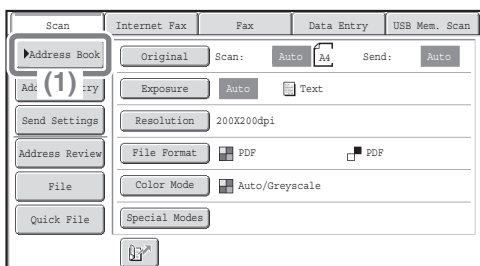 Scan Internet Fax Fax Data Entry USB Mem. Scan
Address Book Original Scan: Auto A4 Send: Auto
(1)
Exposure Auto Text
Send Settings Resolution 200X200dpi
Address Review File Format PDF PDF
File Color Mode Auto/Greyscale
Quick File Special Modes